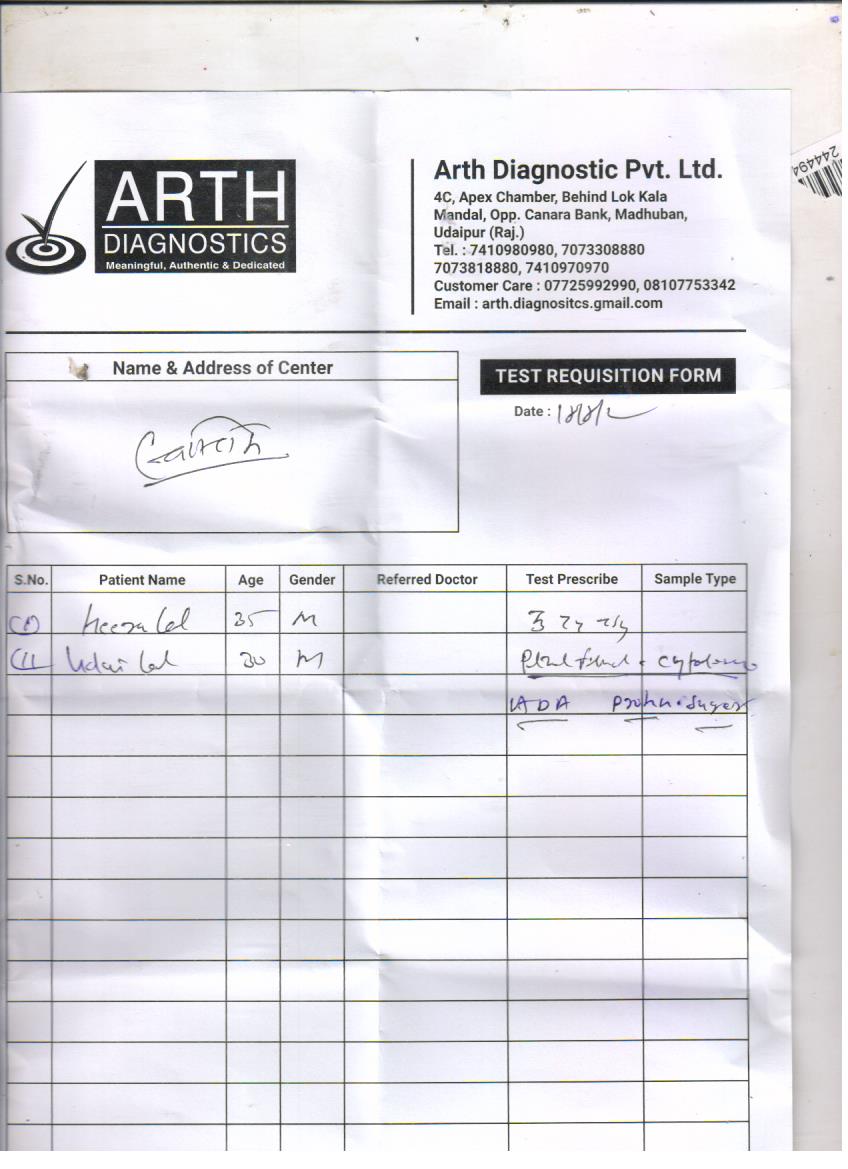 ARTH
DIAGNOSTICS
Meaningful, Authentic & Dedicated
Arth Diagnostic Pvt. Ltd.
4C, Apex Chamber, Behind Lok Kala
Mandal, Opp. Canara Bank, Madhuban,
Udaipur (Raj.)
Tel. : 7410980980, 7073308880
7073818880, 7410970970
Customer Care : 07725992990, 08107753342
Email : arth.diagnositcs.gmail.com
244494
Name & Address of Center
TEST REQUISITION FORM
Date :
S.No. Patient Name Age Gender Referred Doctor Test Prescribe Sample Type
Heera Lal 35 M
Udai Lal 30 M
ADA Protein Sugar